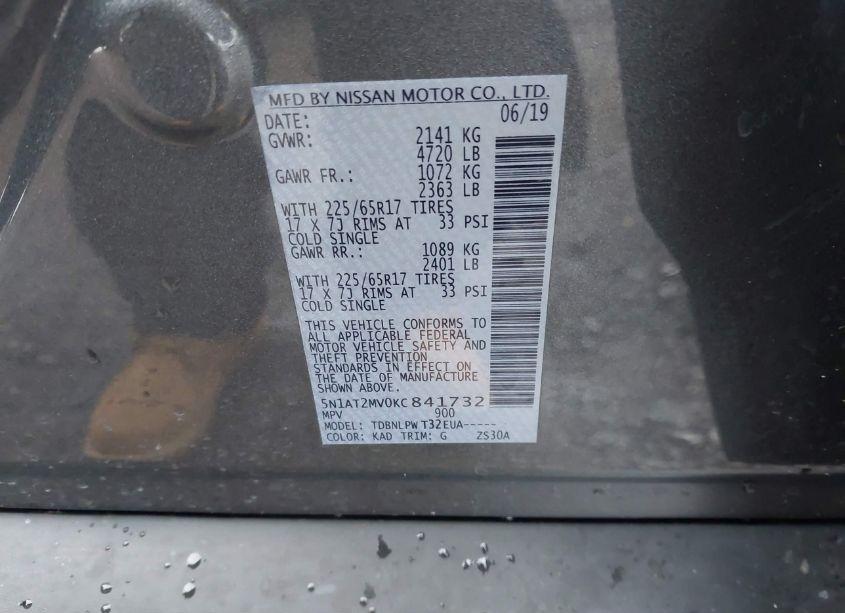 MFD BY NISSAN MOTOR CO., LTD.
DATE: 06/19
GVWR: 2141 KG
4720 LB
GAWR FR.: 1072 KG
2363 LB
WITH 225/65R17 TIRES
17 X 7J RIMS AT 33 PSI
COLD SINGLE
GAWR RR.: 1089 KG
2401 LB
WITH 225/65R17 TIRES
17 X 7J RIMS AT 33 PSI
COLD SINGLE
THIS VEHICLE CONFORMS TO
ALL APPLICABLE FEDERAL
MOTOR VEHICLE SAFETY AND
THEFT PREVENTION
STANDARDS IN EFFECT ON
THE DATE OF MANUFACTURE
SHOWN ABOVE.
5N1AT2MV0KC841732
MPV 900
MODEL: TDBNLPWT32EUA-----
COLOR: KAD TRIM: G ZS30A